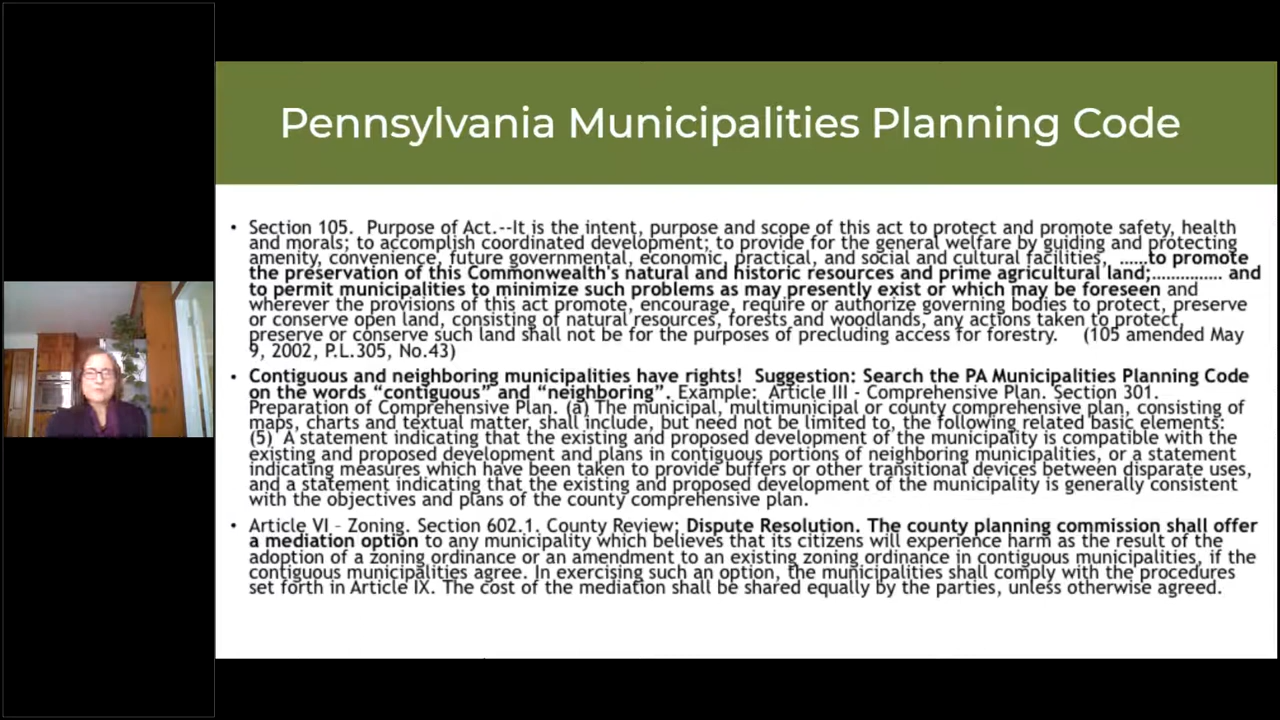 Pennsylvania Municipalities Planning Code
• Section 105.  Purpose of Act.--It is the intent, purpose and scope of this act to protect and promote safety, health
and morals; to accomplish coordinated development; to provide for the general welfare by guiding and protecting
amenity, convenience, future governmental, economic, practical, and social and cultural facilities, ......to promote
the preservation of this Commonwealth's natural and historic resources and prime agricultural land;.............. and
to permit municipalities to minimize such problems as may presently exist or which may be foreseen and
wherever the provisions of this act promote, encourage, require or authorize governing bodies to protect, preserve
or conserve open land, consisting of natural resources, forests and woodlands, any actions taken to protect,
preserve or conserve such land shall not be for the purposes of precluding access for forestry.    (105 amended May
9, 2002, P.L.305, No.43)
• Contiguous and neighboring municipalities have rights!  Suggestion: Search the PA Municipalities Planning Code
on the words “contiguous” and “neighboring”. Example:  Article III - Comprehensive Plan. Section 301.
Preparation of Comprehensive Plan. (a) The municipal, multimunicipal or county comprehensive plan, consisting of
maps, charts and textual matter, shall include, but need not be limited to, the following related basic elements:
(5)  A statement indicating that the existing and proposed development of the municipality is compatible with the
existing and proposed development and plans in contiguous portions of neighboring municipalities, or a statement
indicating measures which have been taken to provide buffers or other transitional devices between disparate uses,
and a statement indicating that the existing and proposed development of the municipality is generally consistent
with the objectives and plans of the county comprehensive plan.
• Article VI – Zoning. Section 602.1. County Review; Dispute Resolution. The county planning commission shall offer
a mediation option to any municipality which believes that its citizens will experience harm as the result of the
adoption of a zoning ordinance or an amendment to an existing zoning ordinance in contiguous municipalities, if the
contiguous municipalities agree. In exercising such an option, the municipalities shall comply with the procedures
set forth in Article IX. The cost of the mediation shall be shared equally by the parties, unless otherwise agreed.